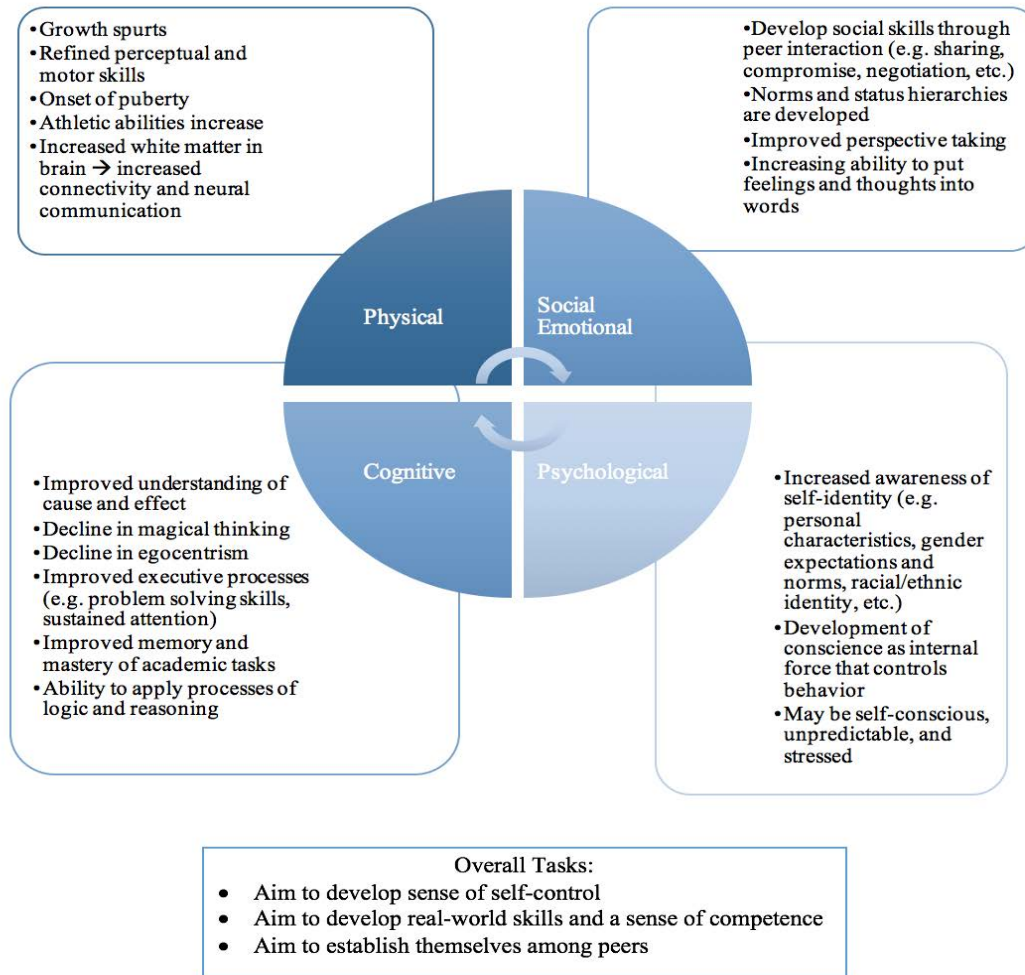 •Growth spurts
•Refined perceptual and
motor skills
•Onset of puberty
•Athletic abilities increase
•Increased white matter in
brain → increased
connectivity and neural
communication
•Develop social skills through
peer interaction (e.g. sharing,
compromise, negotiation, etc.)
•Norms and status hierarchies
are developed
•Improved perspective taking
•Increasing ability to put
feelings and thoughts into
words
Physical
Social
Emotional
Cognitive
Psychological
•Improved understanding of
cause and effect
•Decline in magical thinking
•Decline in egocentrism
•Improved executive processes
(e.g. problem solving skills,
sustained attention)
•Improved memory and
mastery of academic tasks
•Ability to apply processes of
logic and reasoning
•Increased awareness of
self-identity (e.g.
personal
characteristics, gender
expectations and
norms, racial/ethnic
identity, etc.)
•Development of
conscience as internal
force that controls
behavior
•May be self-conscious,
unpredictable, and
stressed
Overall Tasks:
• Aim to develop sense of self-control
• Aim to develop real-world skills and a sense of competence
• Aim to establish themselves among peers